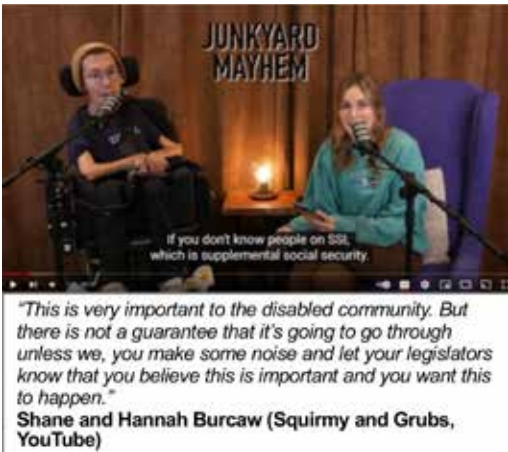 JUNKYARD
MAYHEM
If you don't know people on SSI,
which is supplemental social security.
"This is very important to the disabled community. But
there is not a guarantee that it's going to go through
unless we, you make some noise and let your legislators
know that you believe this is important and you want this
to happen."
Shane and Hannah Burcaw (Squirmy and Grubs,
YouTube)